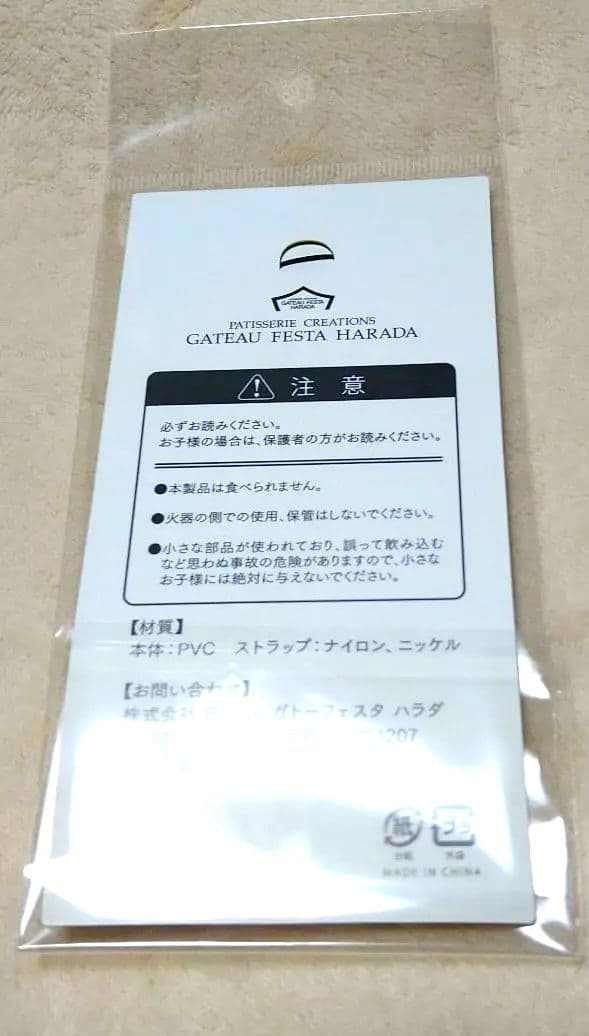 GATEAU FESTA
HARADA
PATISSERIE CREATIONS
GATEAU FESTA HARADA
注 意
必ずお読みください。
お子様の場合は、保護者の方がお読みください。
●本製品は食べられません。
●火器の側での使用、保管はしないでください。
●小さな部品が使われており、誤って飲み込む
など思わぬ事故の危険がありますので、小さな
お子様には絶対に与えないでください。
【材質】
本体：PVC ストラップ：ナイロン、ニッケル
【お問い合わせ】
株式会社 ガトーフェスタ ハラダ
1207
紙 プラ
台紙 外袋
MADE IN CHINA